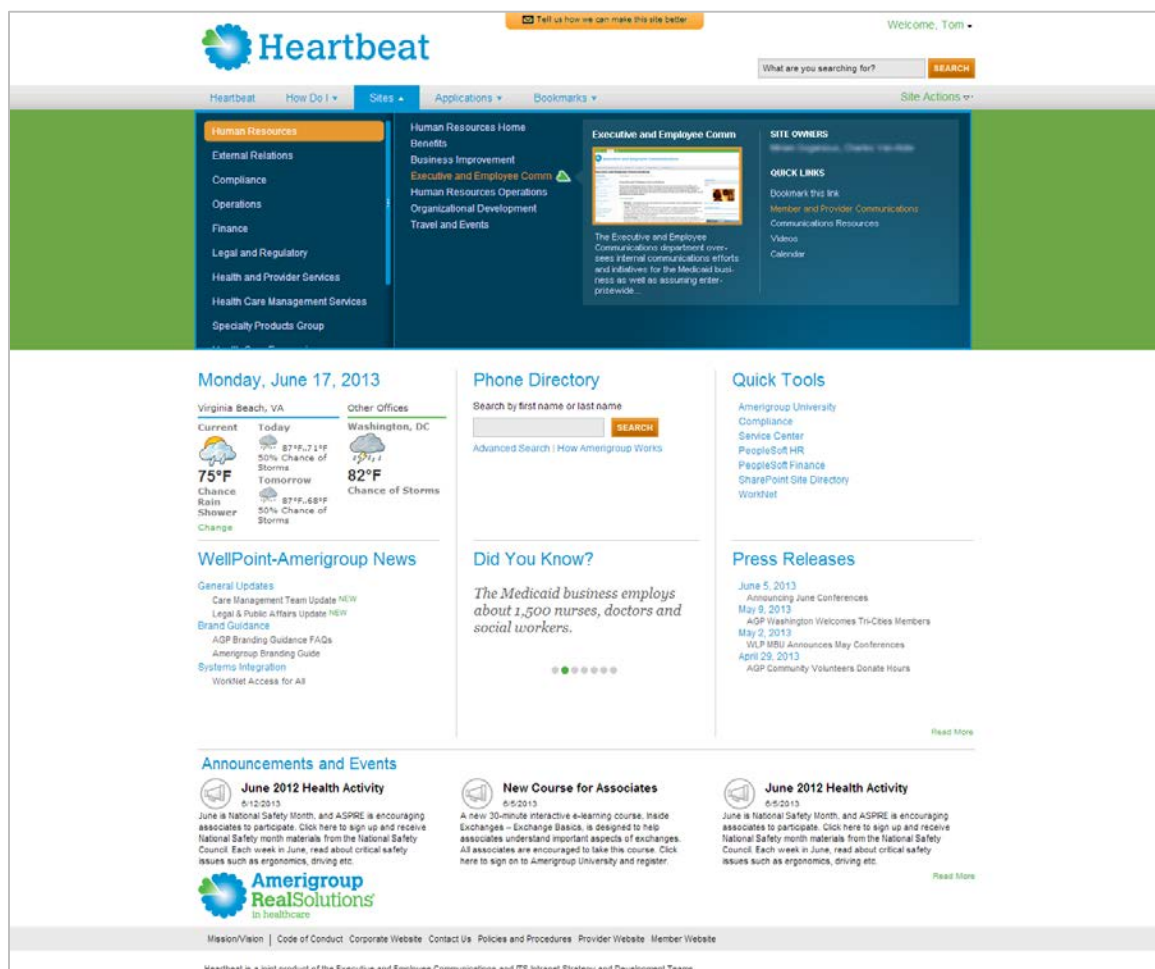 Tell us how we can make this site better
Welcome, Tom
Heartbeat
What are you searching for?
SEARCH
Heartbeat
How Do I
Sites
Applications
Bookmarks
Site Actions
Human Resources
External Relations
Compliance
Operations
Finance
Legal and Regulatory
Health and Provider Services
Health Care Management Services
Specialty Products Group
Human Resources Home
Benefits
Business Improvement
Executive and Employee Comm
Human Resources Operations
Organizational Development
Travel and Events
Executive and Employee Comm
The Executive and Employee
Communications department over-
sees internal communications efforts
and initiatives for the Medicaid busi-
ness as well as assuming enter-
prisewide...
SITE OWNERS
QUICK LINKS
Bookmark this link
Member and Provider Communications
Communications Resources
Videos
Calendar
Monday, June 17, 2013
Virginia Beach, VA
Current
75°F
Chance
Rain
Shower
Change
Today
87°F..71°F
50% Chance of
Storms
Tomorrow
87°F..68°F
50% Chance of
Storms
Other Offices
Washington, DC
82°F
Chance of Storms
Phone Directory
Search by first name or last name
SEARCH
Advanced Search | How Amerigroup Works
Quick Tools
Amerigroup University
Compliance
Service Center
PeopleSoft HR
PeopleSoft Finance
SharePoint Site Directory
WorkNet
WellPoint-Amerigroup News
General Updates
Care Management Team Update NEW
Legal & Public Affairs Update NEW
Brand Guidance
AGP Branding Guidance FAQs
Amerigroup Branding Guide
Systems Integration
WorkNet Access for All
Did You Know?
The Medicaid business employs
about 1,500 nurses, doctors and
social workers.
Press Releases
June 5, 2013
Announcing June Conferences
May 9, 2013
AGP Washington Welcomes Tri-Cities Members
May 2, 2013
WLP MBU Announces May Conferences
April 29, 2013
AGP Community Volunteers Donate Hours
Read More
Announcements and Events
June 2012 Health Activity
6/12/2013
June is National Safety Month, and ASPIRE is encouraging
associates to participate. Click here to sign up and receive
National Safety month materials from the National Safety
Council. Each week in June, read about critical safety
issues such as ergonomics, driving etc.
New Course for Associates
6/5/2013
A new 30-minute interactive e-learning course, Inside
Exchanges – Exchange Basics, is designed to help
associates understand important aspects of exchanges.
All associates are encouraged to take this course. Click
here to sign on to Amerigroup University and register.
June 2012 Health Activity
6/5/2013
June is National Safety Month, and ASPIRE is encouraging
associates to participate. Click here to sign up and receive
National Safety month materials from the National Safety
Council. Each week in June, read about critical safety
issues such as ergonomics, driving etc.
Read More
Amerigroup
RealSolutions
in healthcare
Mission/Vision | Code of Conduct Corporate Website Contact Us Policies and Procedures Provider Website Member Website
Heartbeat is a joint product of the Executive and Employee Communications and ITS Intranet Strategy and Development Teams